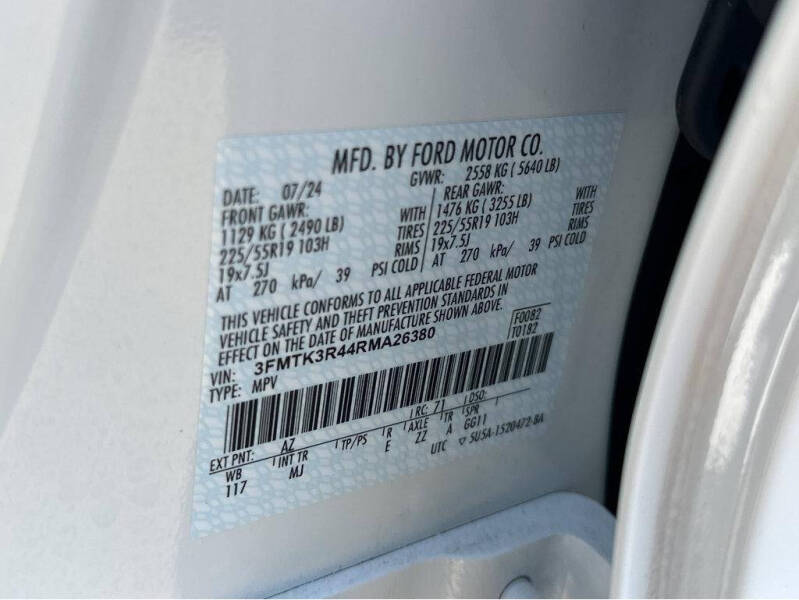 MFD. BY FORD MOTOR CO.
DATE: 07/24 GVWR: 2558 KG ( 5640 LB)
FRONT GAWR: REAR GAWR:
1129 KG ( 2490 LB) WITH 1476 KG ( 3255 LB) WITH
225/55R19 103H TIRES 225/55R19 103H TIRES
19x7.5J RIMS 19x7.5J RIMS
AT 270 kPa/ 39 PSI COLD AT 270 kPa/ 39 PSI COLD
THIS VEHICLE CONFORMS TO ALL APPLICABLE FEDERAL MOTOR
VEHICLE SAFETY AND THEFT PREVENTION STANDARDS IN
EFFECT ON THE DATE OF MANUFACTURE SHOWN ABOVE.
F0082
T0182
VIN: 3FMTK3R44RMA26380
TYPE: MPV
EXT PNT: AZ RC: 71 DSO:
WB INT TR TP/PS R AXLE TR SPR
117 MJ E ZZ A GG11
UTC 5U5A-1520472-BA